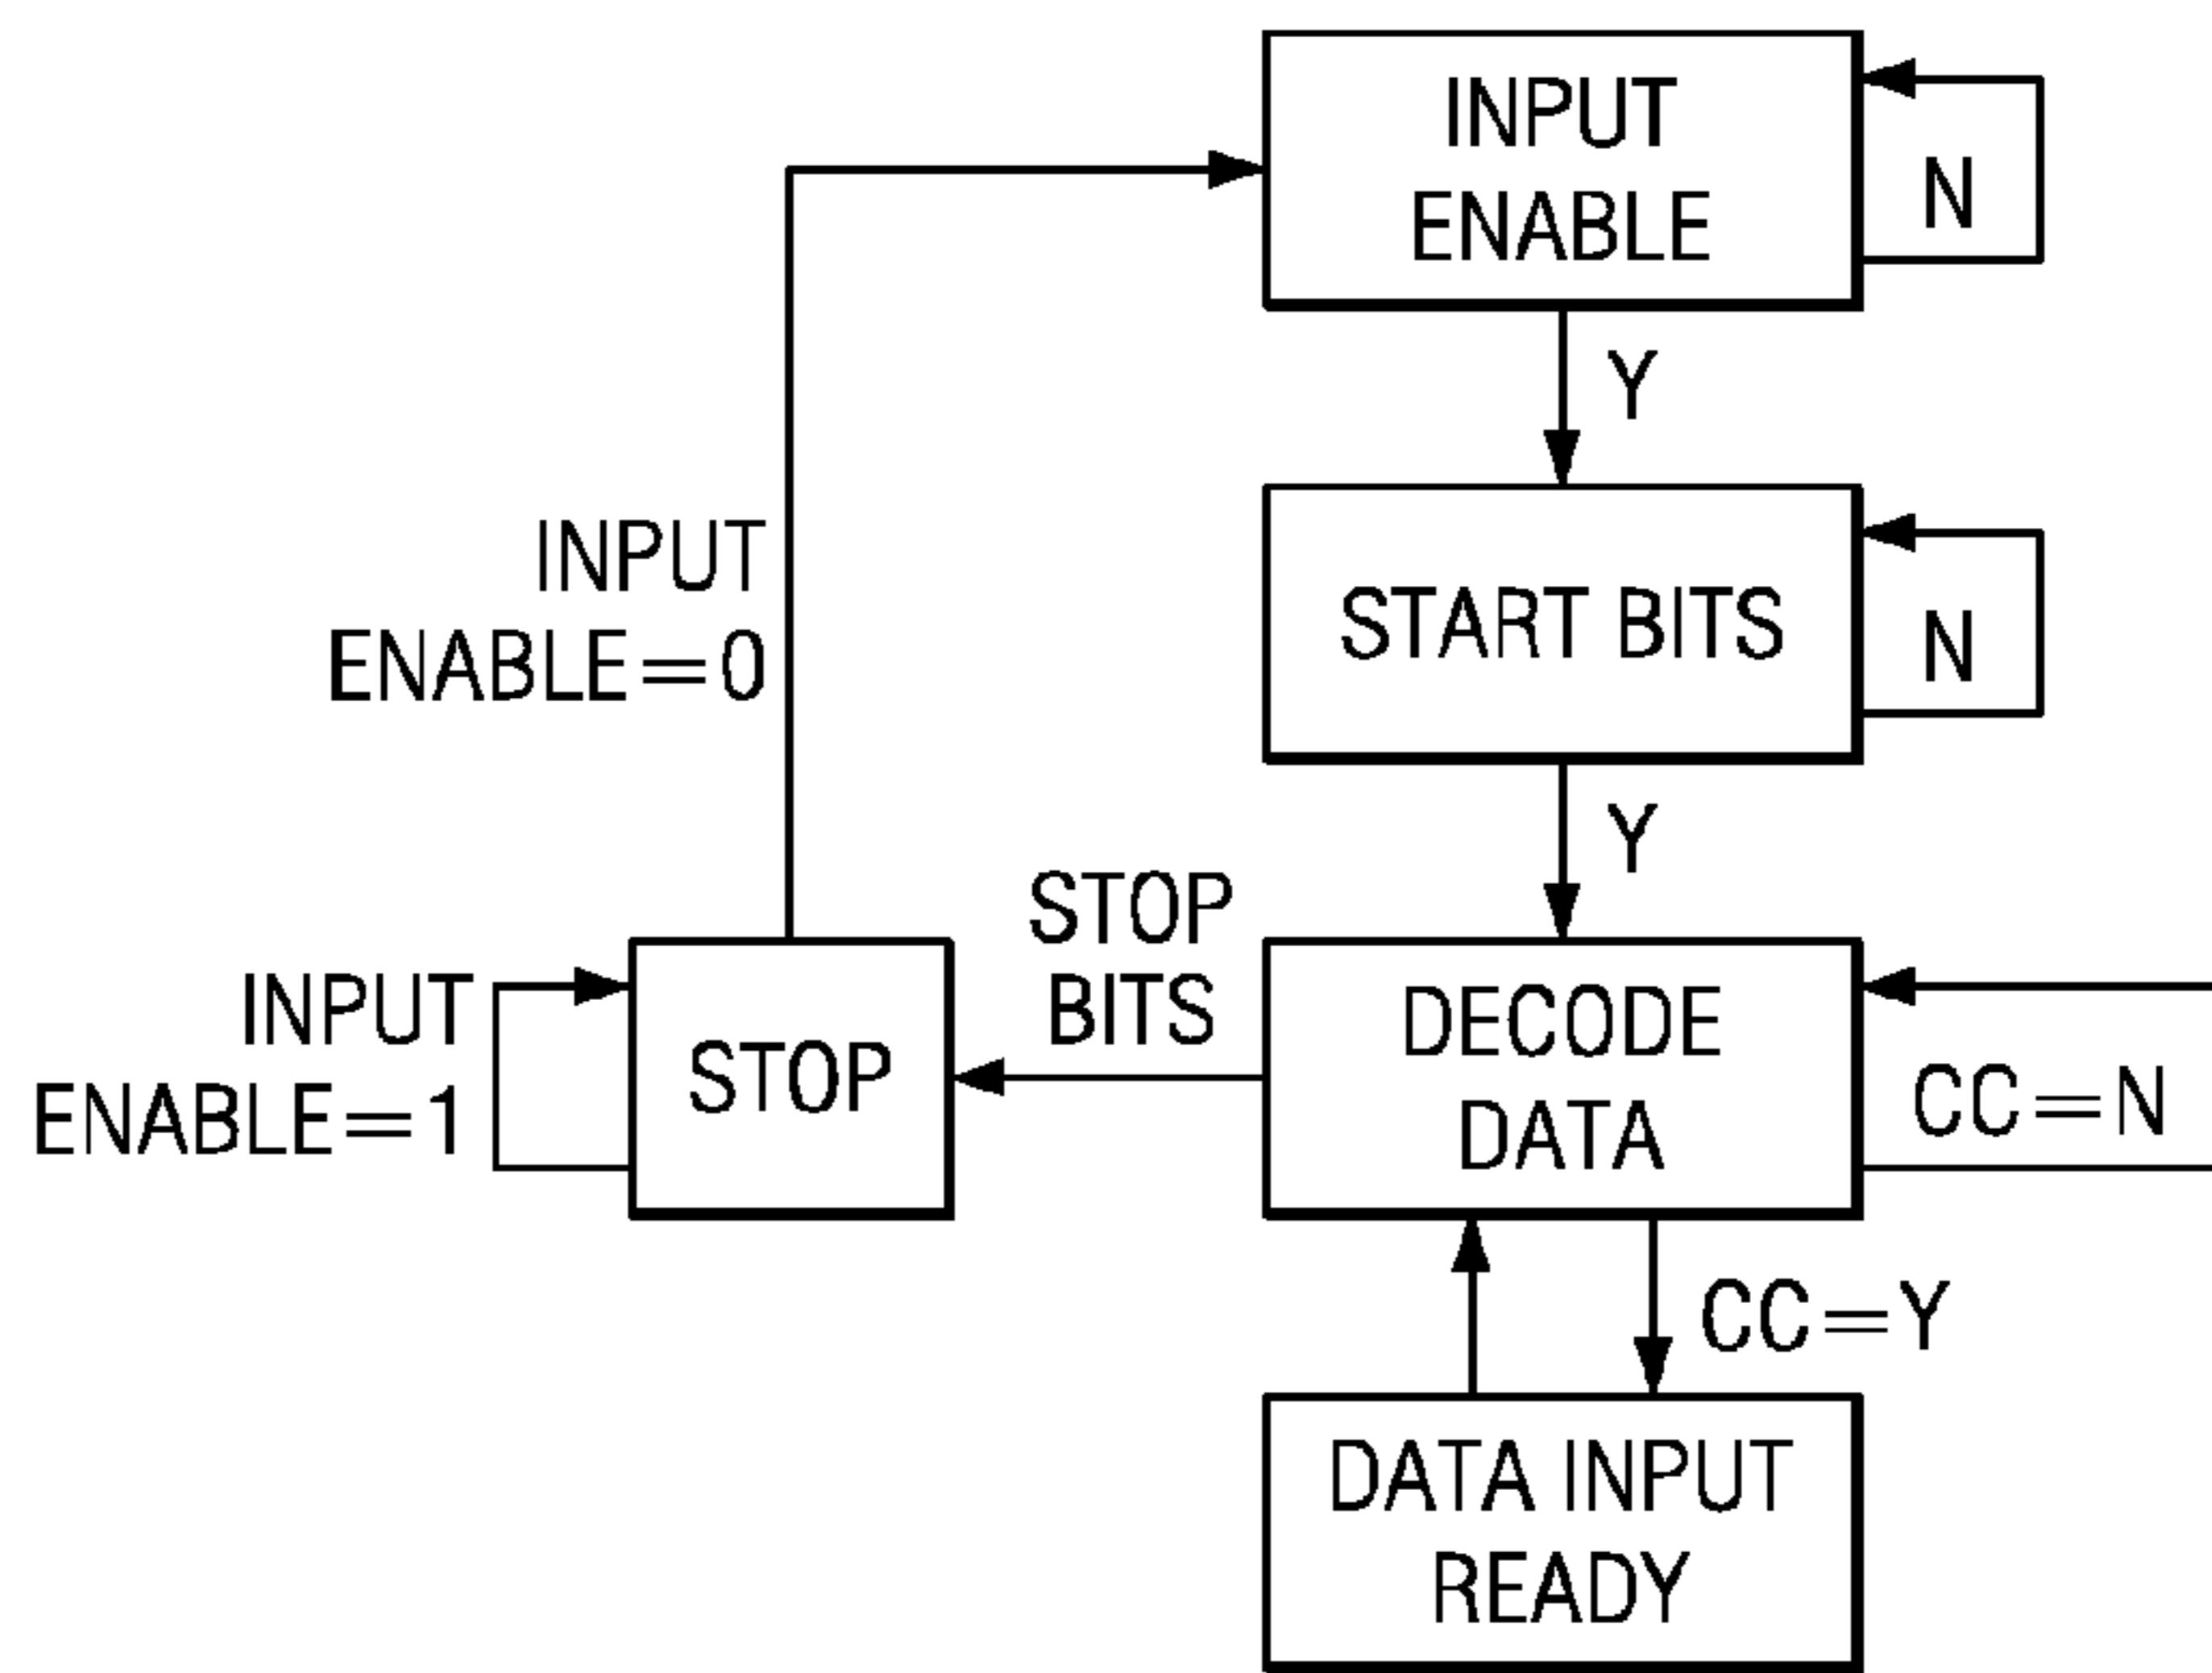 INPUT
ENABLE
N
Y
INPUT
ENABLE=0
START BITS
N
Y
STOP
BITS
INPUT
ENABLE=1
STOP
DECODE
DATA
CC=N
CC=Y
DATA INPUT
READY